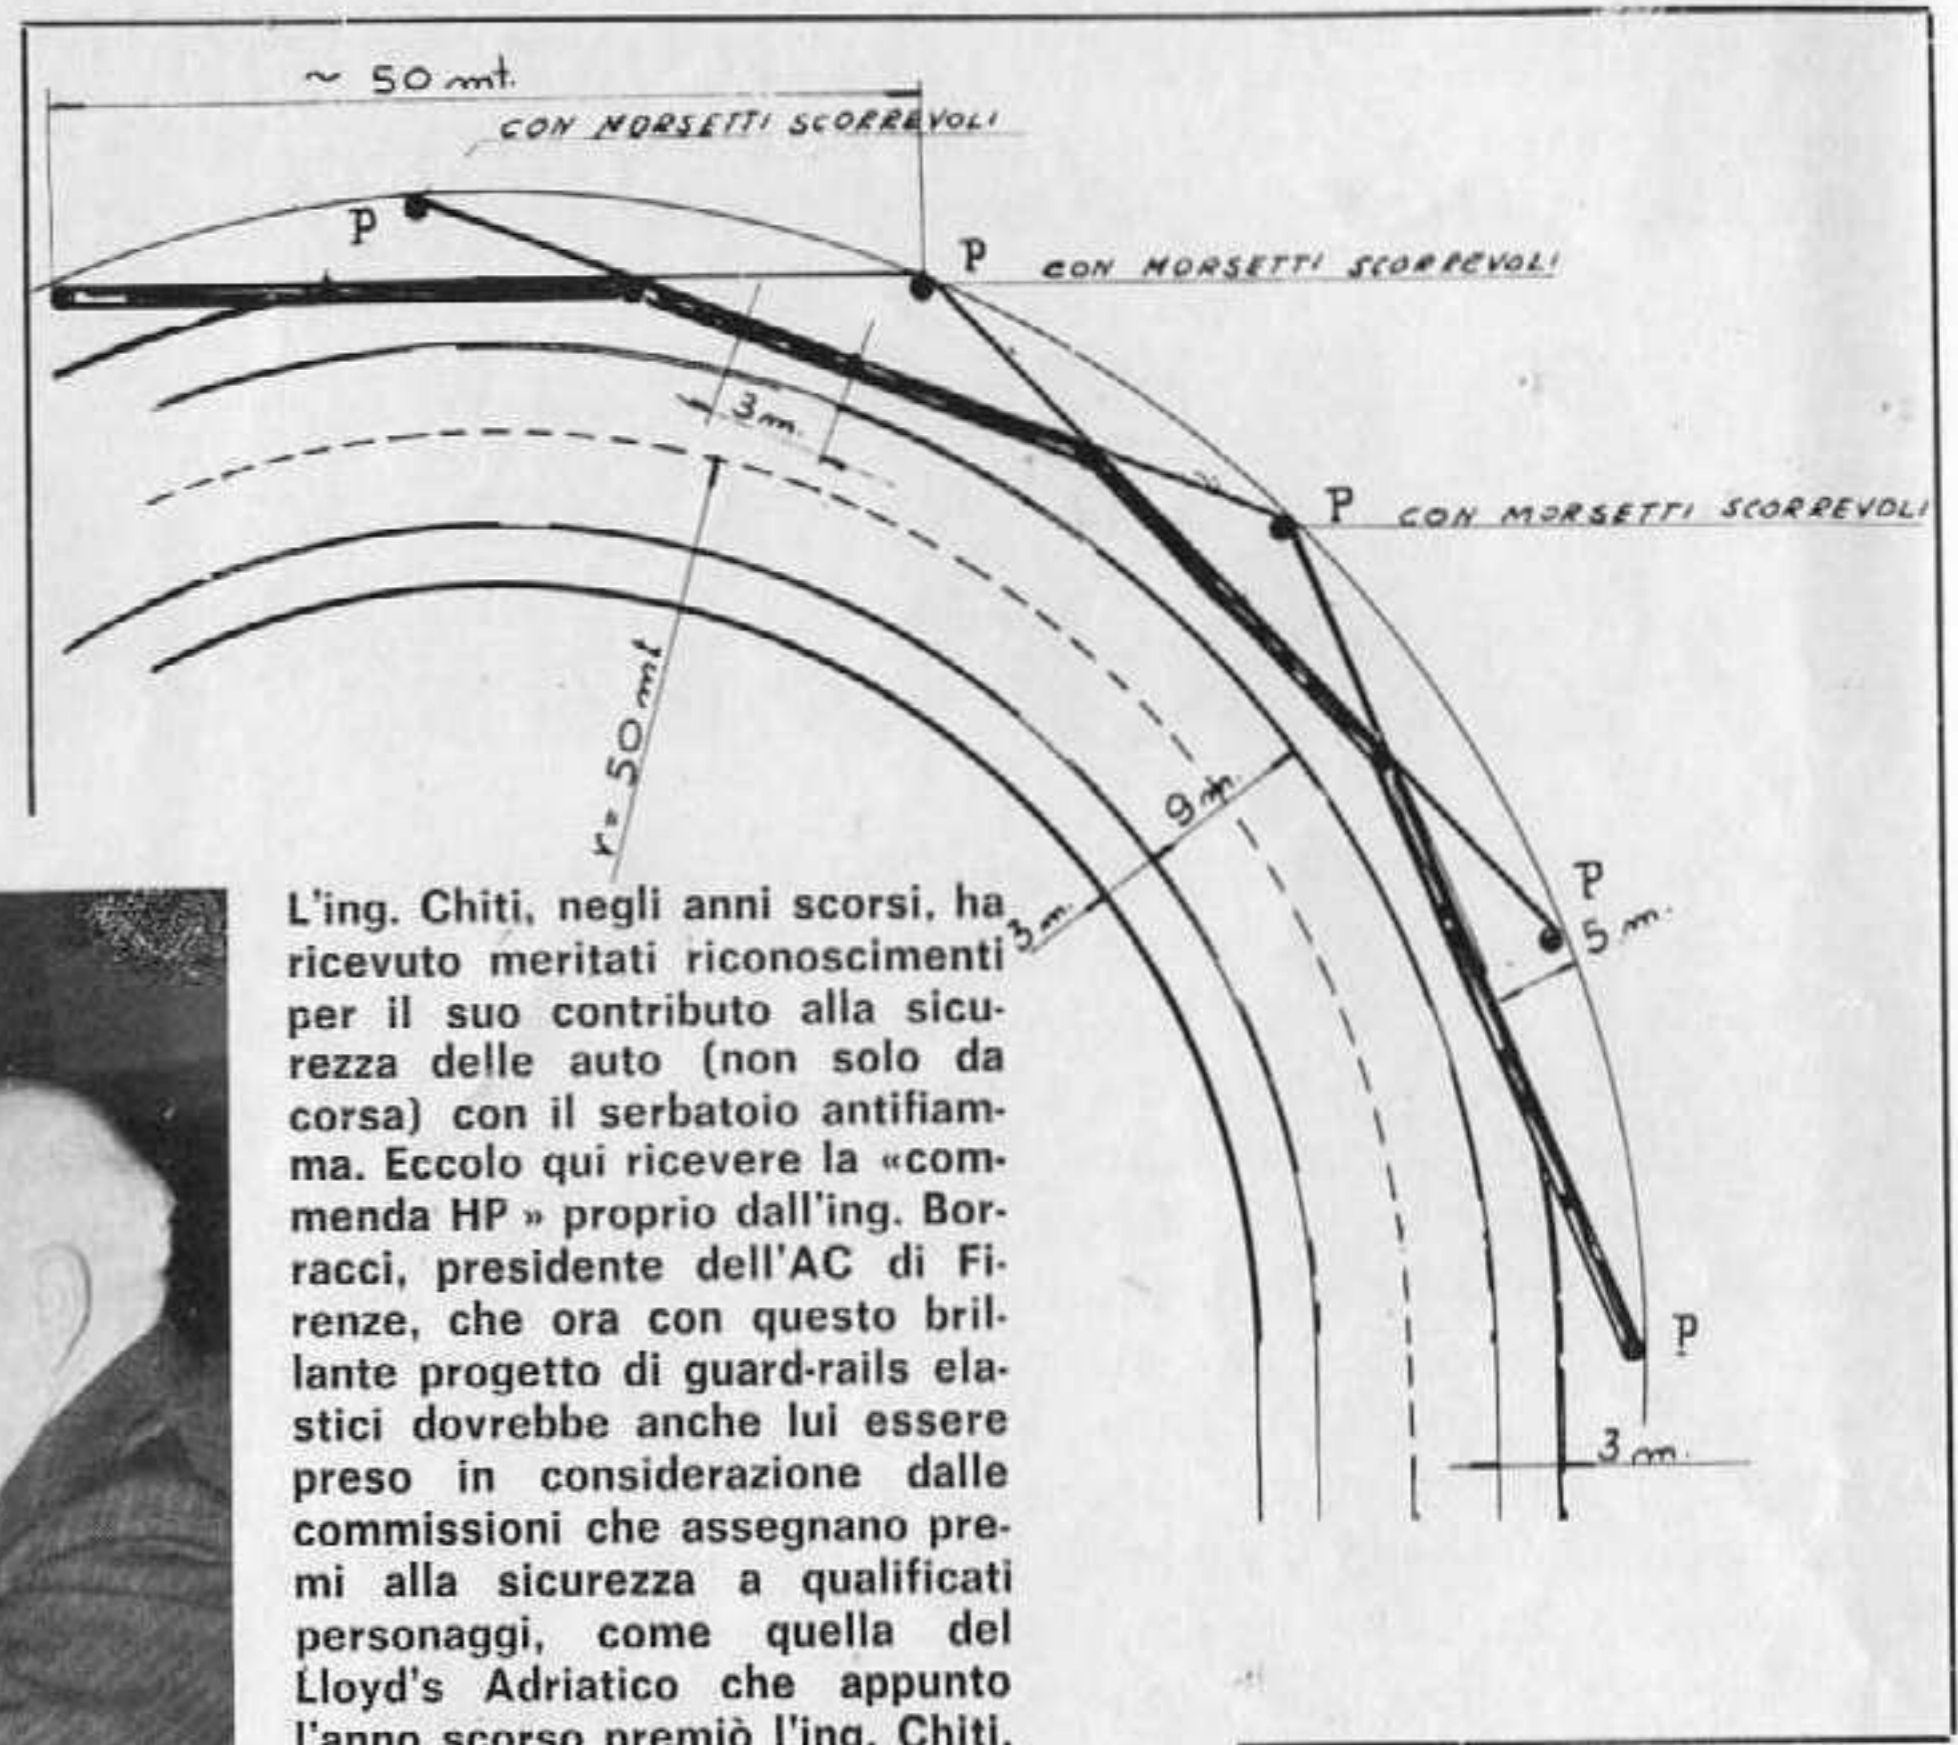 ~ 50 mt.
CON MORSETTI SCORREVOLI
P
P
CON MORSETTI SCORREVOLI
3 m.
P
CON MORSETTI SCORREVOLI
r= 50 mt
9 m.
P
3 m.
5 m.
P
3 m.
L'ing. Chiti, negli anni scorsi, ha
ricevuto meritati riconoscimenti
per il suo contributo alla sicu-
rezza delle auto (non solo da
corsa) con il serbatoio antifiam-
ma. Eccolo qui ricevere la «com-
menda HP » proprio dall'ing. Bor-
racci, presidente dell'AC di Fi-
renze, che ora con questo bril-
lante progetto di guard-rails ela-
stici dovrebbe anche lui essere
preso in considerazione dalle
commissioni che assegnano pre-
mi alla sicurezza a qualificati
personaggi, come quella del
Lloyd's Adriatico che appunto
l'anno scorso premiò l'ing. Chiti.